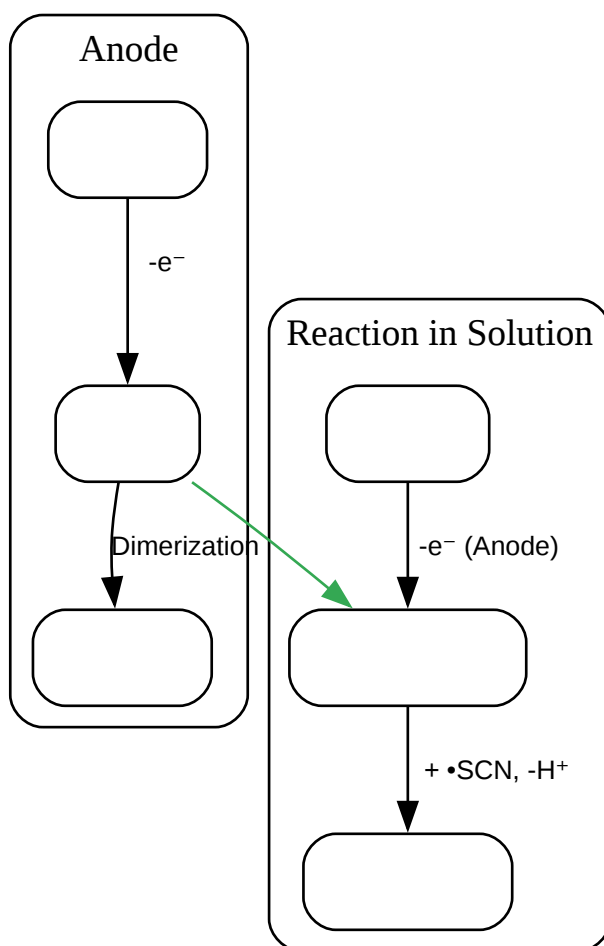 Anode
-e⁻
Reaction in Solution
Dimerization
-e⁻ (Anode)
+ •SCN, -H⁺